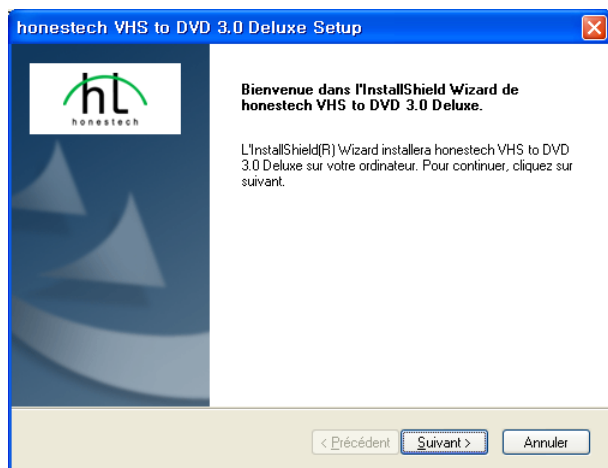 honestech VHS to DVD 3.0 Deluxe Setup
hL
honestech
Bienvenue dans l'InstallShield Wizard de
honestech VHS to DVD 3.0 Deluxe.
L'InstallShield(R) Wizard installera honestech VHS to DVD
3.0 Deluxe sur votre ordinateur. Pour continuer, cliquez sur
suivant.
< Précédent Suivant > Annuler